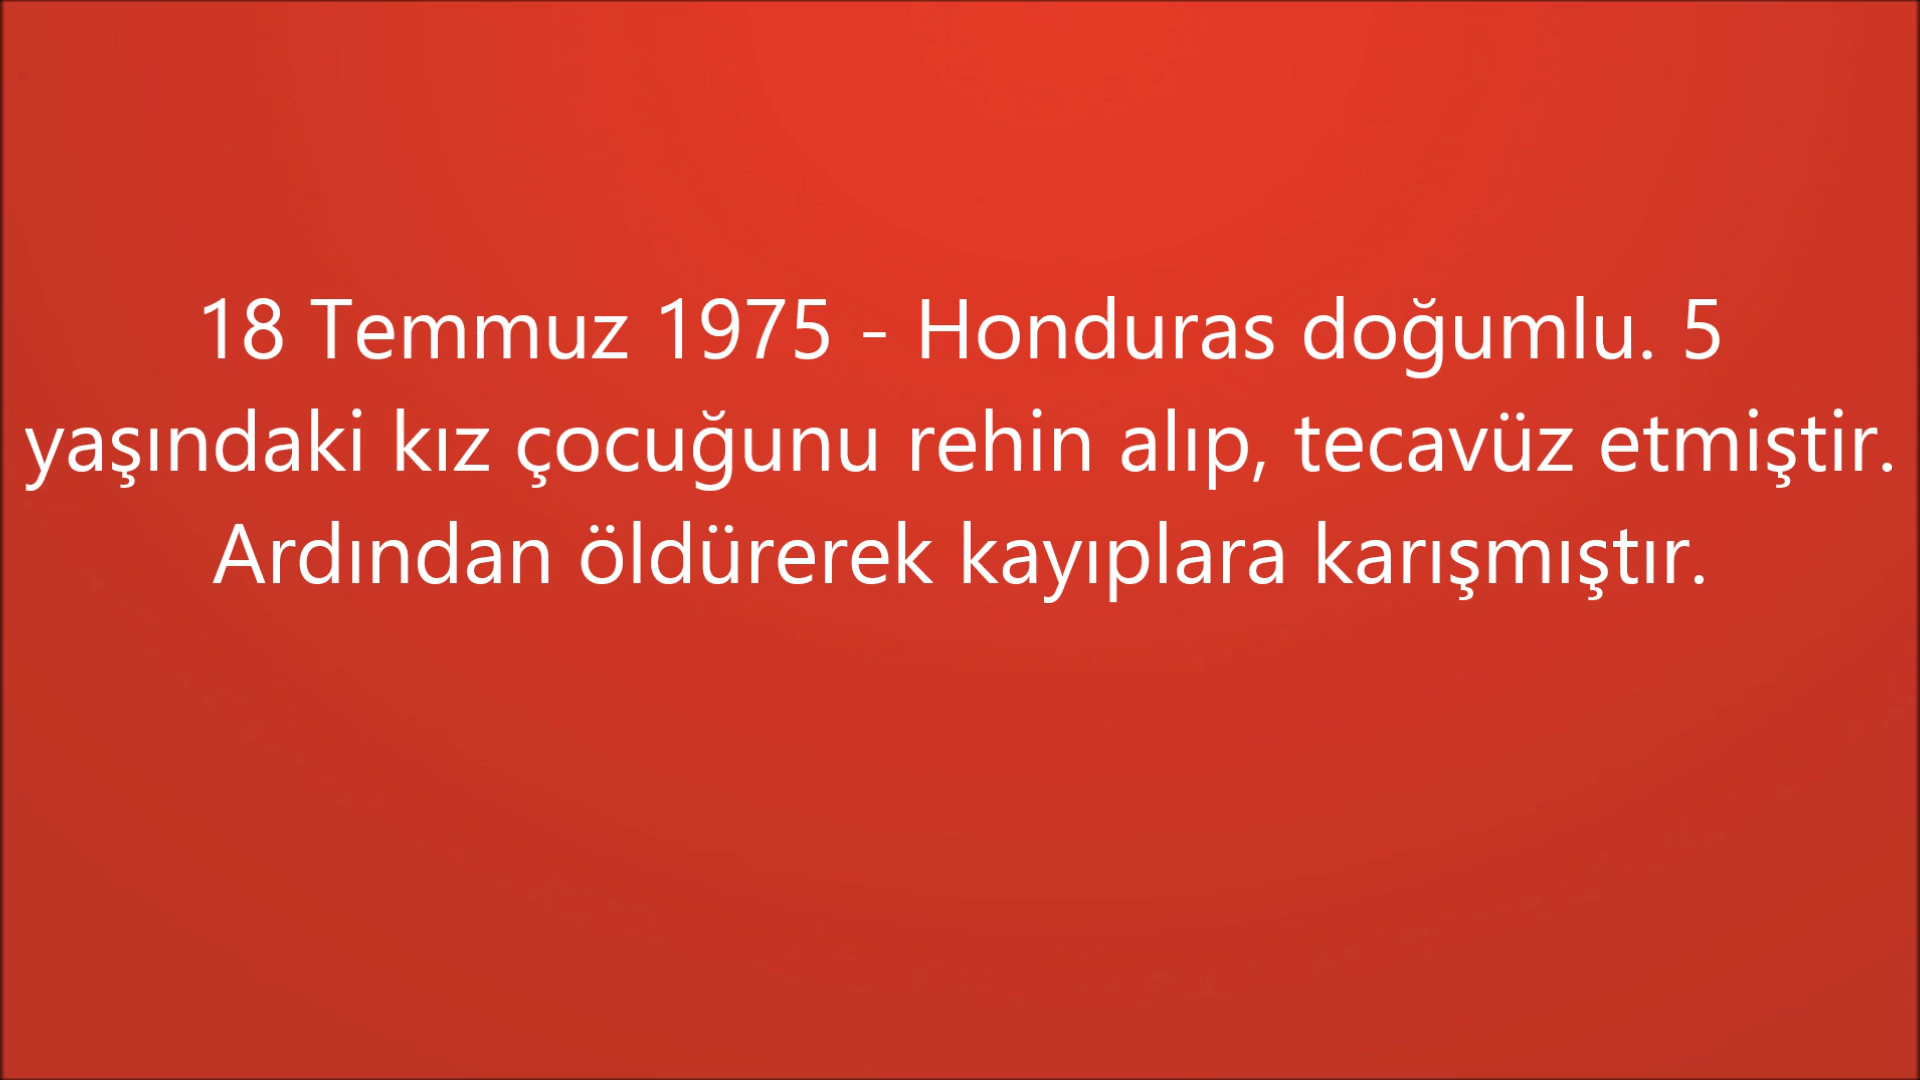 18 Temmuz 1975 - Honduras doğumlu. 5
yaşındaki kız çocuğunu rehin alıp, tecavüz etmiştir.
Ardından öldürerek kayıplara karışmıştır.